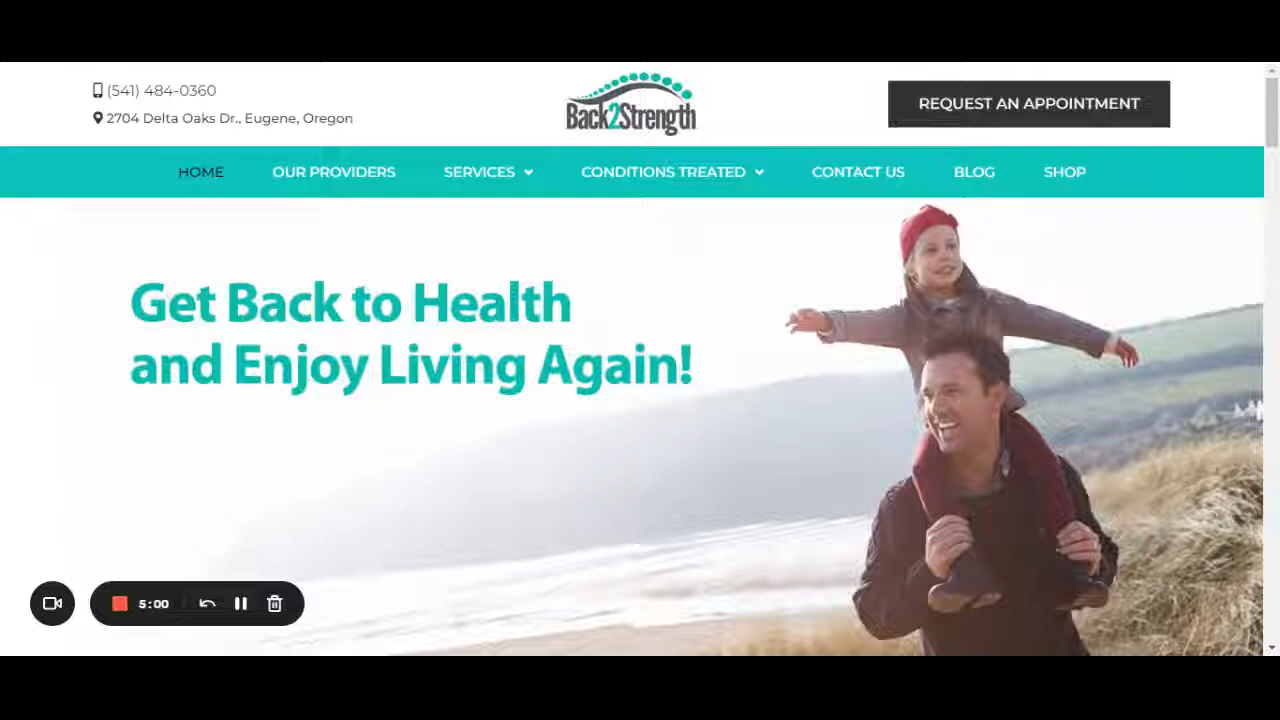 (541) 484-0360
2704 Delta Oaks Dr., Eugene, Oregon
Back2Strength
REQUEST AN APPOINTMENT
HOME OUR PROVIDERS SERVICES CONDITIONS TREATED CONTACT US BLOG SHOP
Get Back to Health
and Enjoy Living Again!
5:00